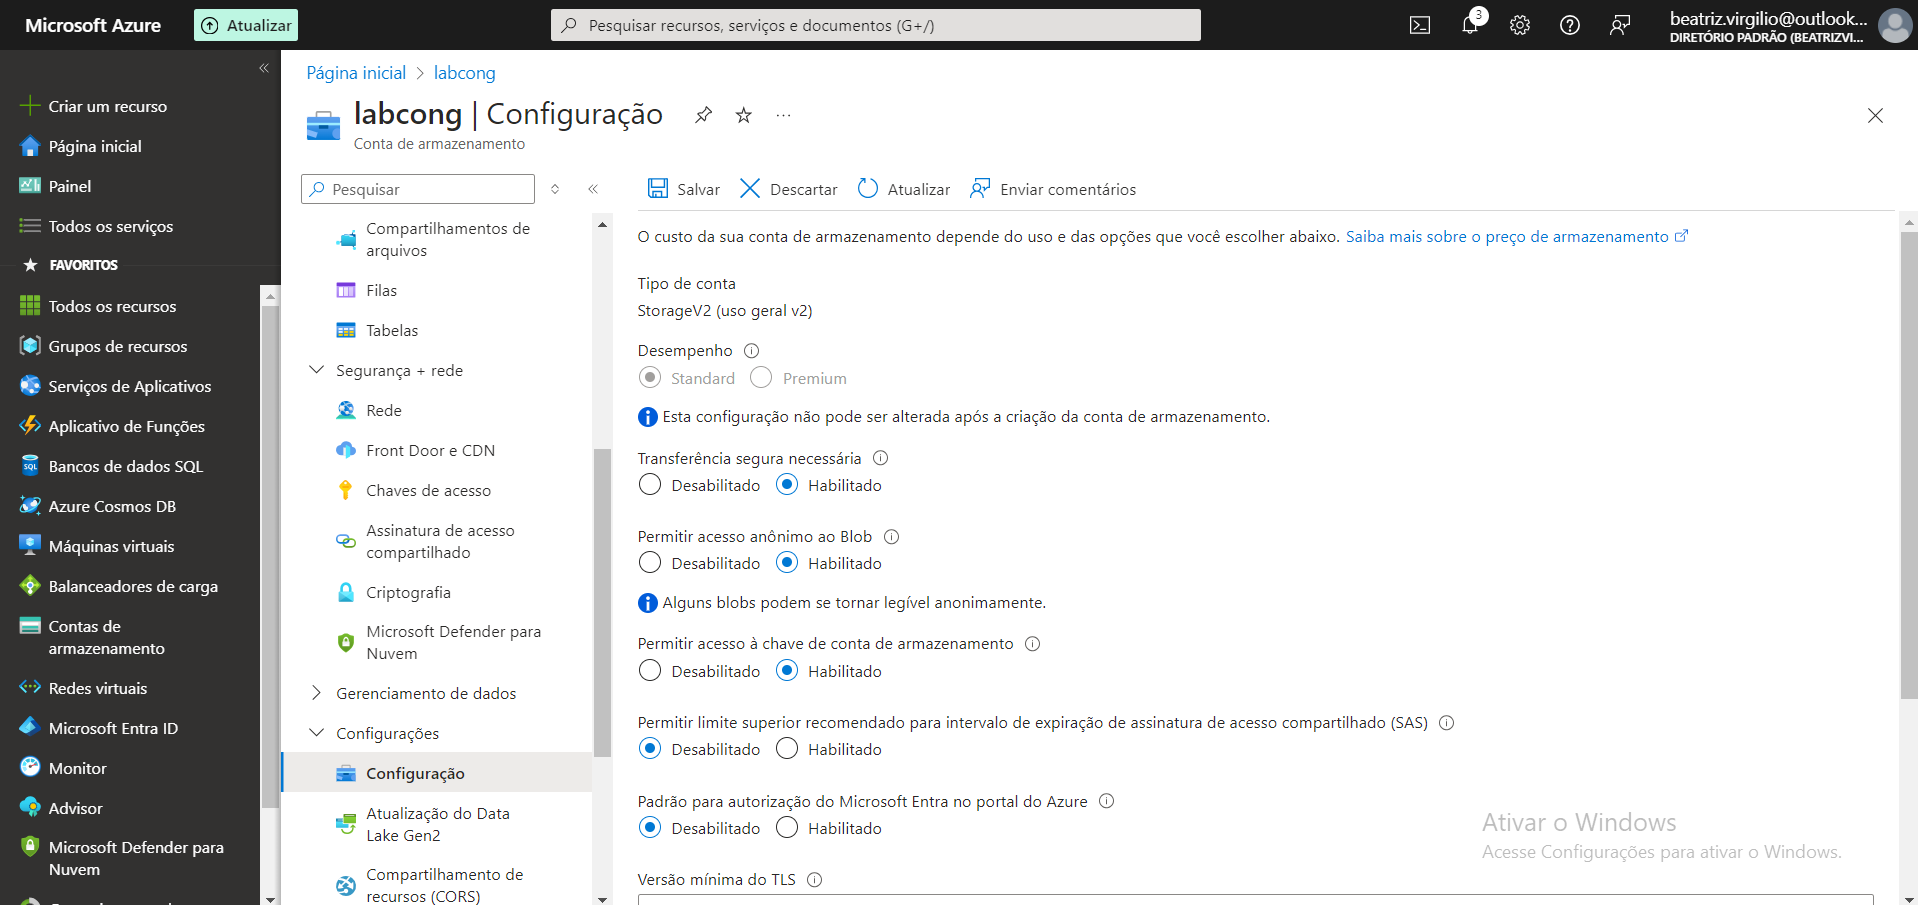 Microsoft Azure
Atualizar
Pesquisar recursos, serviços e documentos (G+/)
3
beatriz.virgilio@outlook...
DIRETÓRIO PADRÃO (BEATRIZVI...
Criar um recurso
Página inicial
Painel
Todos os serviços
FAVORITOS
Todos os recursos
Grupos de recursos
Serviços de Aplicativos
Aplicativo de Funções
Bancos de dados SQL
Azure Cosmos DB
Máquinas virtuais
Balanceadores de carga
Contas de
armazenamento
Redes virtuais
Microsoft Entra ID
Monitor
Advisor
Microsoft Defender para
Nuvem
Página inicial > labcong
labcong | Configuração
Conta de armazenamento
Pesquisar
Compartilhamentos de
arquivos
Filas
Tabelas
Segurança + rede
Rede
Front Door e CDN
Chaves de acesso
Assinatura de acesso
compartilhado
Criptografia
Microsoft Defender para
Nuvem
Gerenciamento de dados
Configurações
Configuração
Atualização do Data
Lake Gen2
Compartilhamento de
recursos (CORS)
Salvar
Descartar
Atualizar
Enviar comentários
O custo da sua conta de armazenamento depende do uso e das opções que você escolher abaixo. Saiba mais sobre o preço de armazenamento
Tipo de conta
StorageV2 (uso geral v2)
Desempenho
Standard Premium
Esta configuração não pode ser alterada após a criação da conta de armazenamento.
Transferência segura necessária
Desabilitado Habilitado
Permitir acesso anônimo ao Blob
Desabilitado Habilitado
Alguns blobs podem se tornar legível anonimamente.
Permitir acesso à chave de conta de armazenamento
Desabilitado Habilitado
Permitir limite superior recomendado para intervalo de expiração de assinatura de acesso compartilhado (SAS)
Desabilitado Habilitado
Padrão para autorização do Microsoft Entra no portal do Azure
Desabilitado Habilitado
Versão mínima do TLS
Ativar o Windows
Acesse Configurações para ativar o Windows.